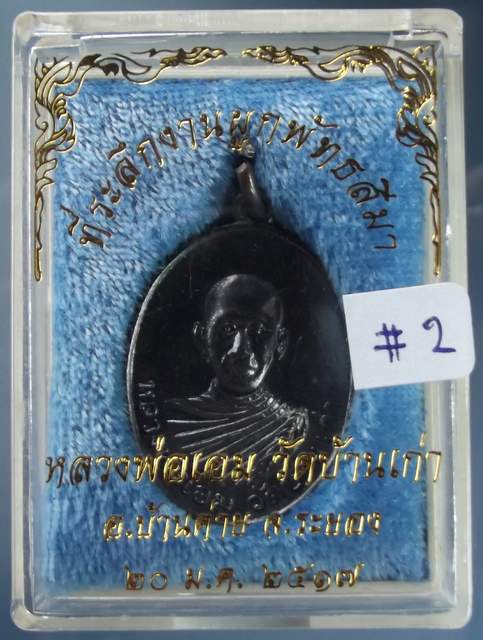 ที่ระลึกงานผูกพัทธสีมา
# 2
หลวงพ่อเอม วัดบ้านเก่า
อ.บ้านค่าย จ.ระยอง
๒๐ ม.ค. ๒๕๑๗